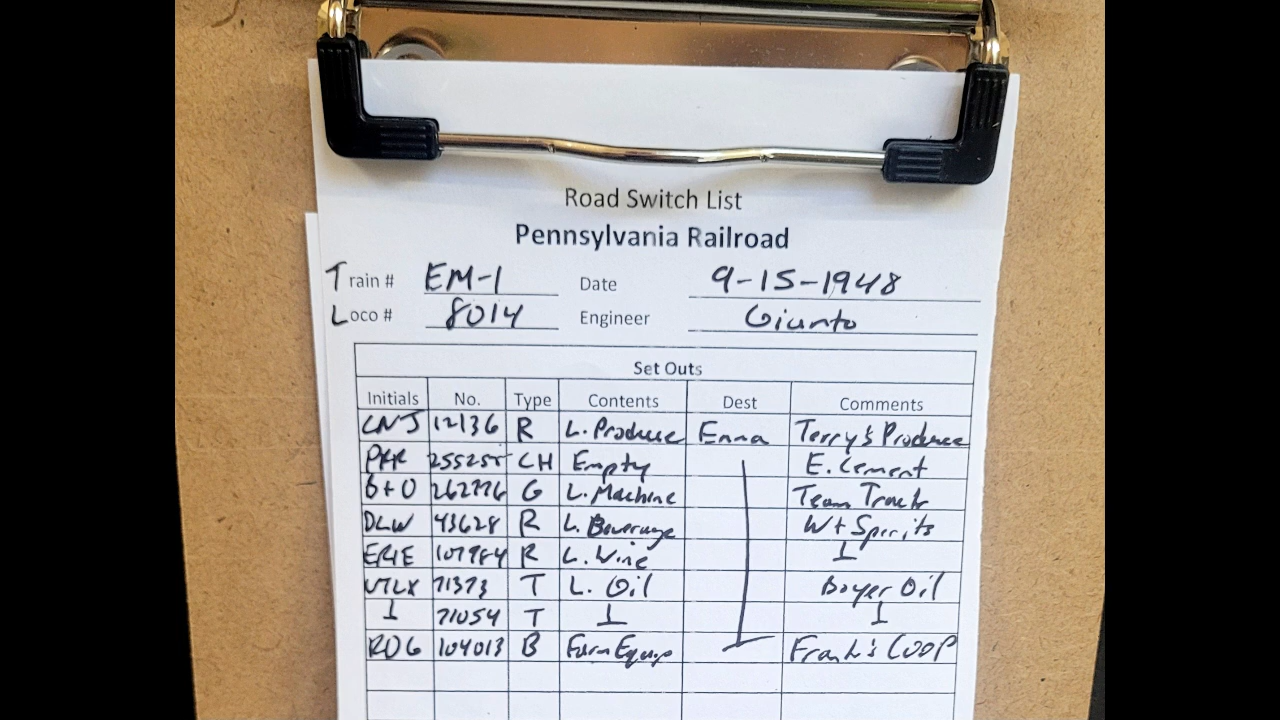 Road Switch List
Pennsylvania Railroad
Train # EM-1 Date 9-15-1948
Loco # 8014 Engineer Giunto
Set Outs
Initials No. Type Contents Dest Comments
CNJ 12136 R L. Produce Enna Terry's Produce
PRR 255255 CH Empty E. Cement
B+O 262776 G L. Machine Team Track
DLW 43628 R L. Beverage W+Spirits
ERIE 107984 R L. Wine
UTLX 71373 T L. Oil Boyer Oil
71054 T
RDG 104013 B Farm Equip Frank's COOP